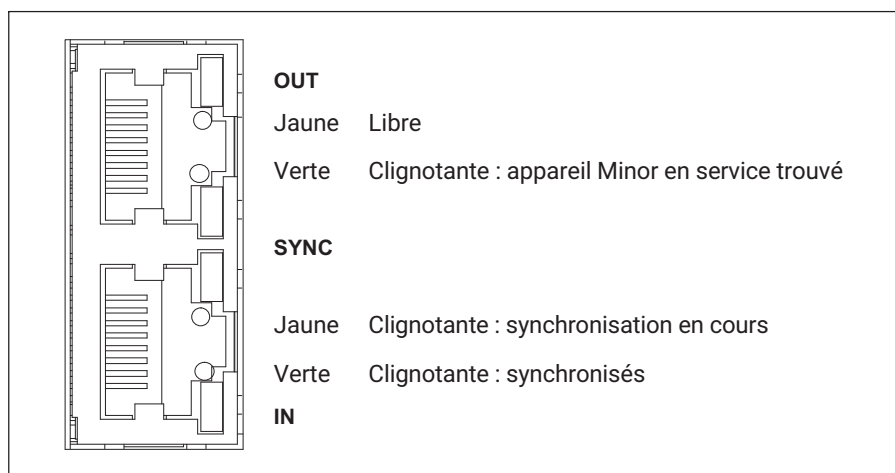 OUT
Jaune Libre
Verte Clignotante : appareil Minor en service trouvé
SYNC
Jaune Clignotante : synchronisation en cours
Verte Clignotante : synchronisés
IN